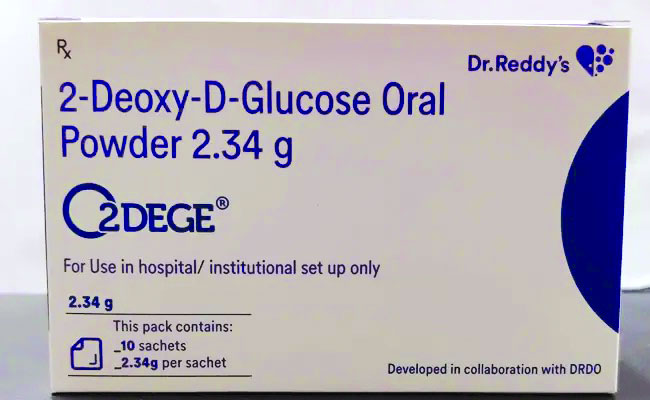 Rx
Dr.Reddy's
2-Deoxy-D-Glucose Oral
Powder 2.34 g
O2DEGE®
For Use in hospital/ institutional set up only
2.34 g
This pack contains:
_10 sachets
_2.34g per sachet
Developed in collaboration with DRDO